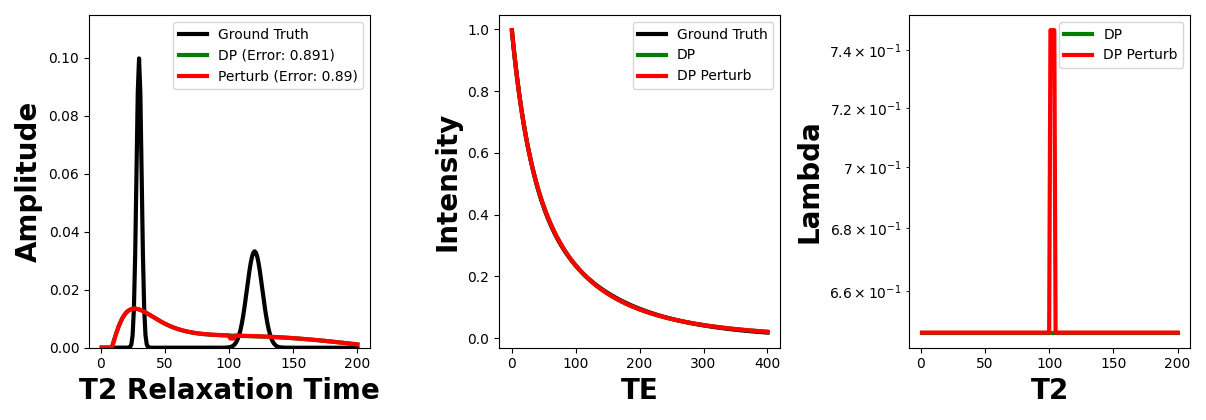 Amplitude
0.10
0.08
0.06
0.04
0.02
0.00
Ground Truth
DP (Error: 0.891)
Perturb (Error: 0.89)
0 50 100 150 200
T2 Relaxation Time
Intensity
1.0
0.8
0.6
0.4
0.2
0.0
Ground Truth
DP
DP Perturb
0 100 200 300 400
TE
Lambda
7.4 × 10⁻¹
7.2 × 10⁻¹
7 × 10⁻¹
6.8 × 10⁻¹
6.6 × 10⁻¹
DP
DP Perturb
0 50 100 150 200
T2